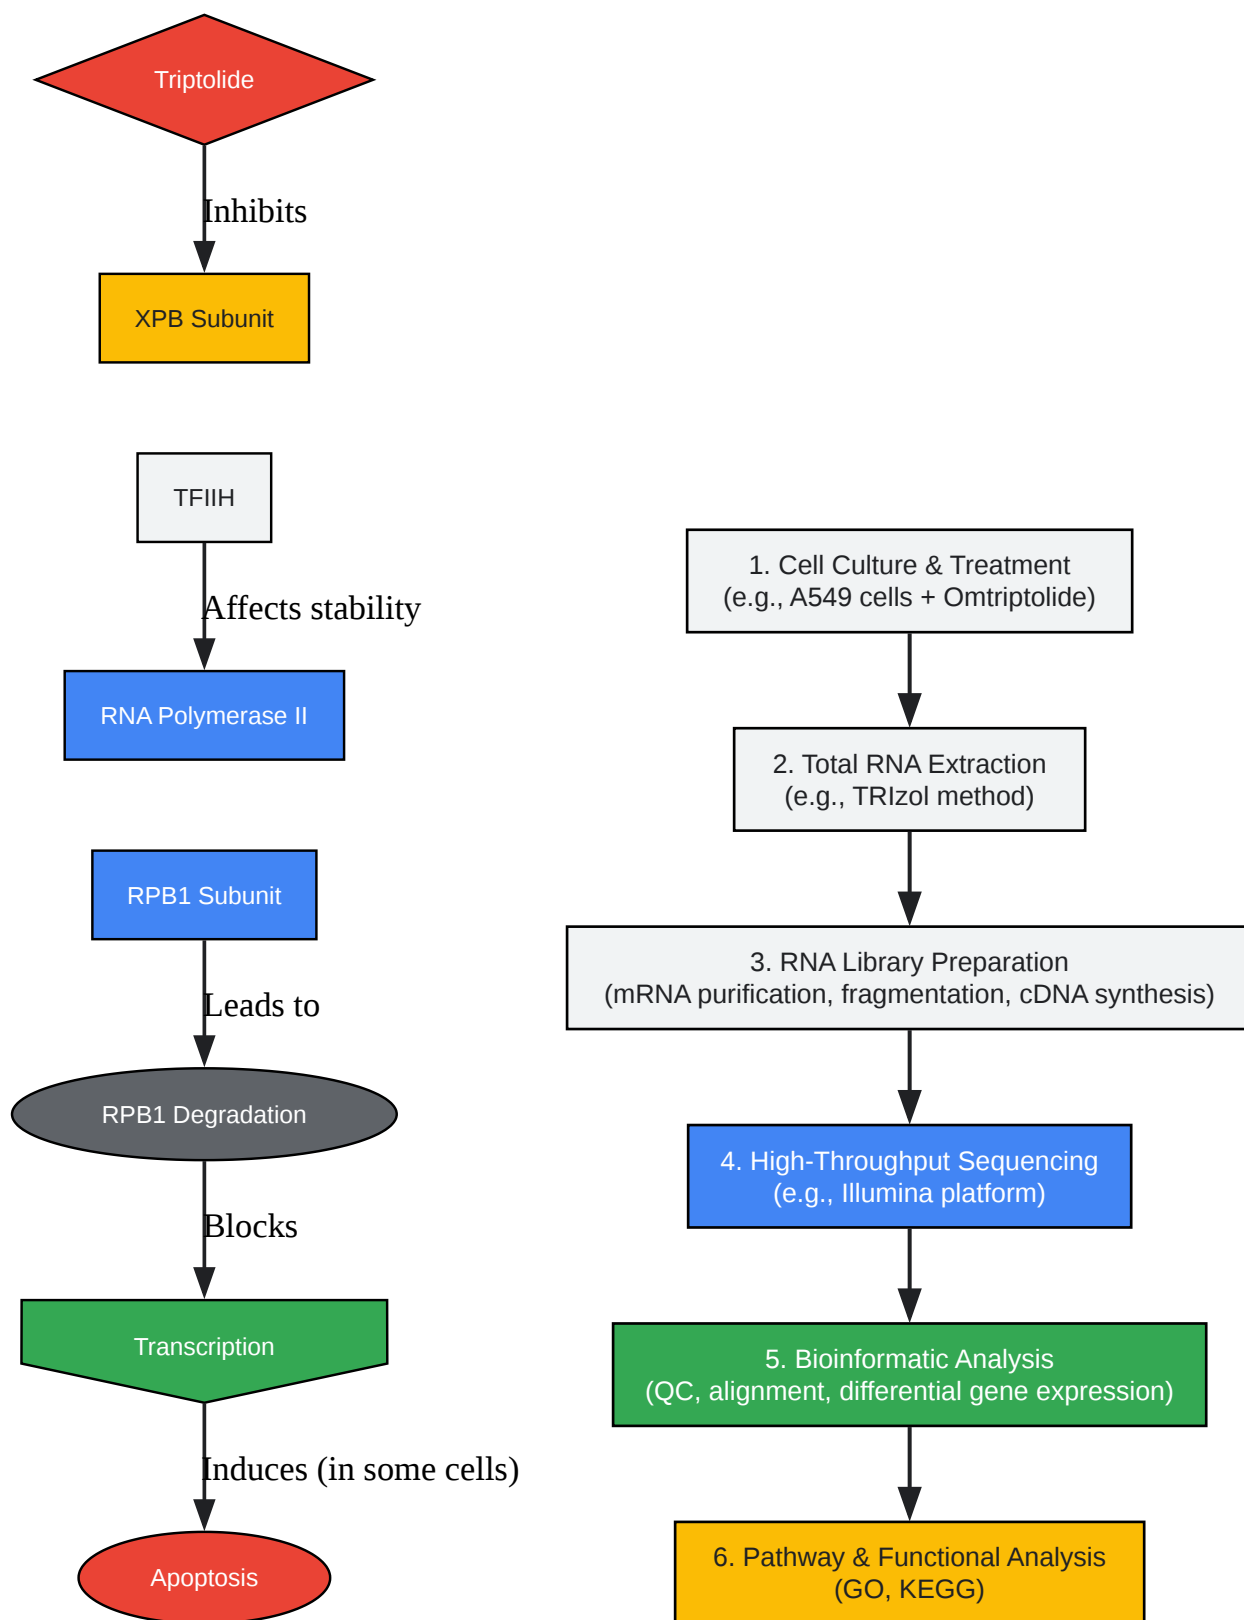 Triptolide
Inhibits
XPB Subunit
TFIIH
Affects stability
RNA Polymerase II
RPB1 Subunit
Leads to
RPB1 Degradation
Blocks
Transcription
Induces (in some cells)
Apoptosis
1. Cell Culture & Treatment
(e.g., A549 cells + Omtriptolide)
2. Total RNA Extraction
(e.g., TRIzol method)
3. RNA Library Preparation
(mRNA purification, fragmentation, cDNA synthesis)
4. High-Throughput Sequencing
(e.g., Illumina platform)
5. Bioinformatic Analysis
(QC, alignment, differential gene expression)
6. Pathway & Functional Analysis
(GO, KEGG)